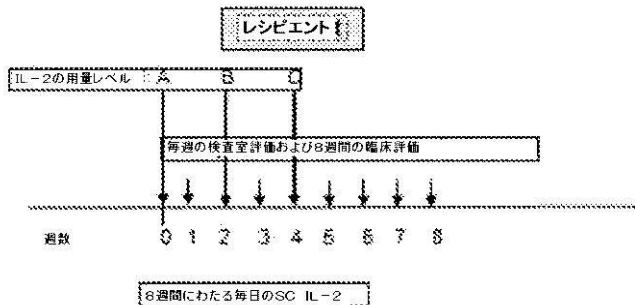 レシピエント
IL-2の用量レベル : A B C
毎週の検査室評価および8週間の臨床評価
週数 0 1 2 3 4 5 6 7 8
8週間にわたる毎日のSC IL-2